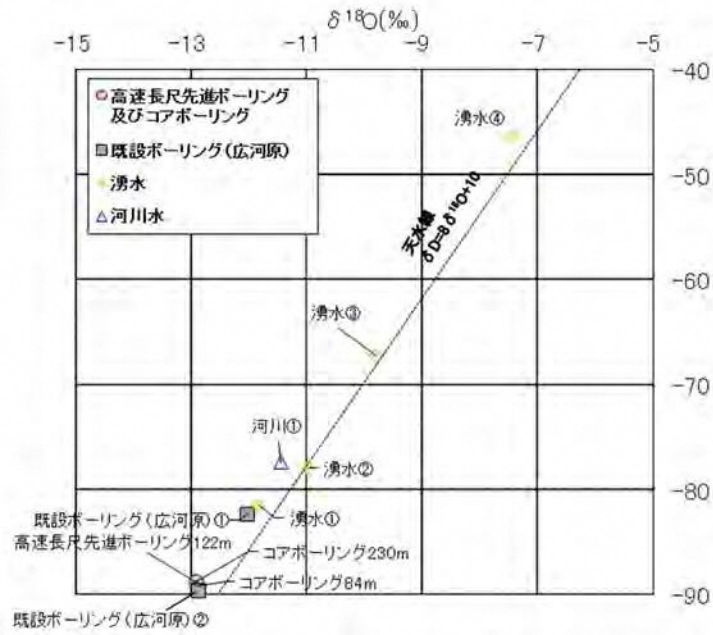 δ ¹⁸O(‰)
-15 -13 -11 -9 -7 -5
-40
高速長尺先進ボーリング
及びコアボーリング
既設ボーリング(広河原)
湧水
河川水
湧水④
-50
天水線
δD=8δ¹⁸O+10
-60
湧水③
-70
河川①
湧水②
-80
既設ボーリング(広河原)①
湧水①
高速長尺先進ボーリング122m
コアボーリング230m
コアボーリング84m
-90
既設ボーリング(広河原)②